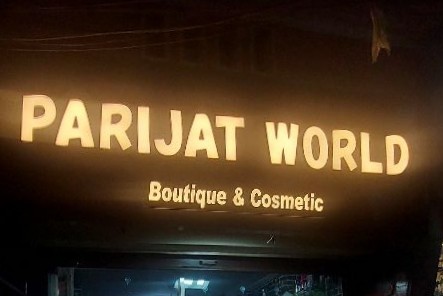 PARIJAT WORLD
Boutique & Cosmetic